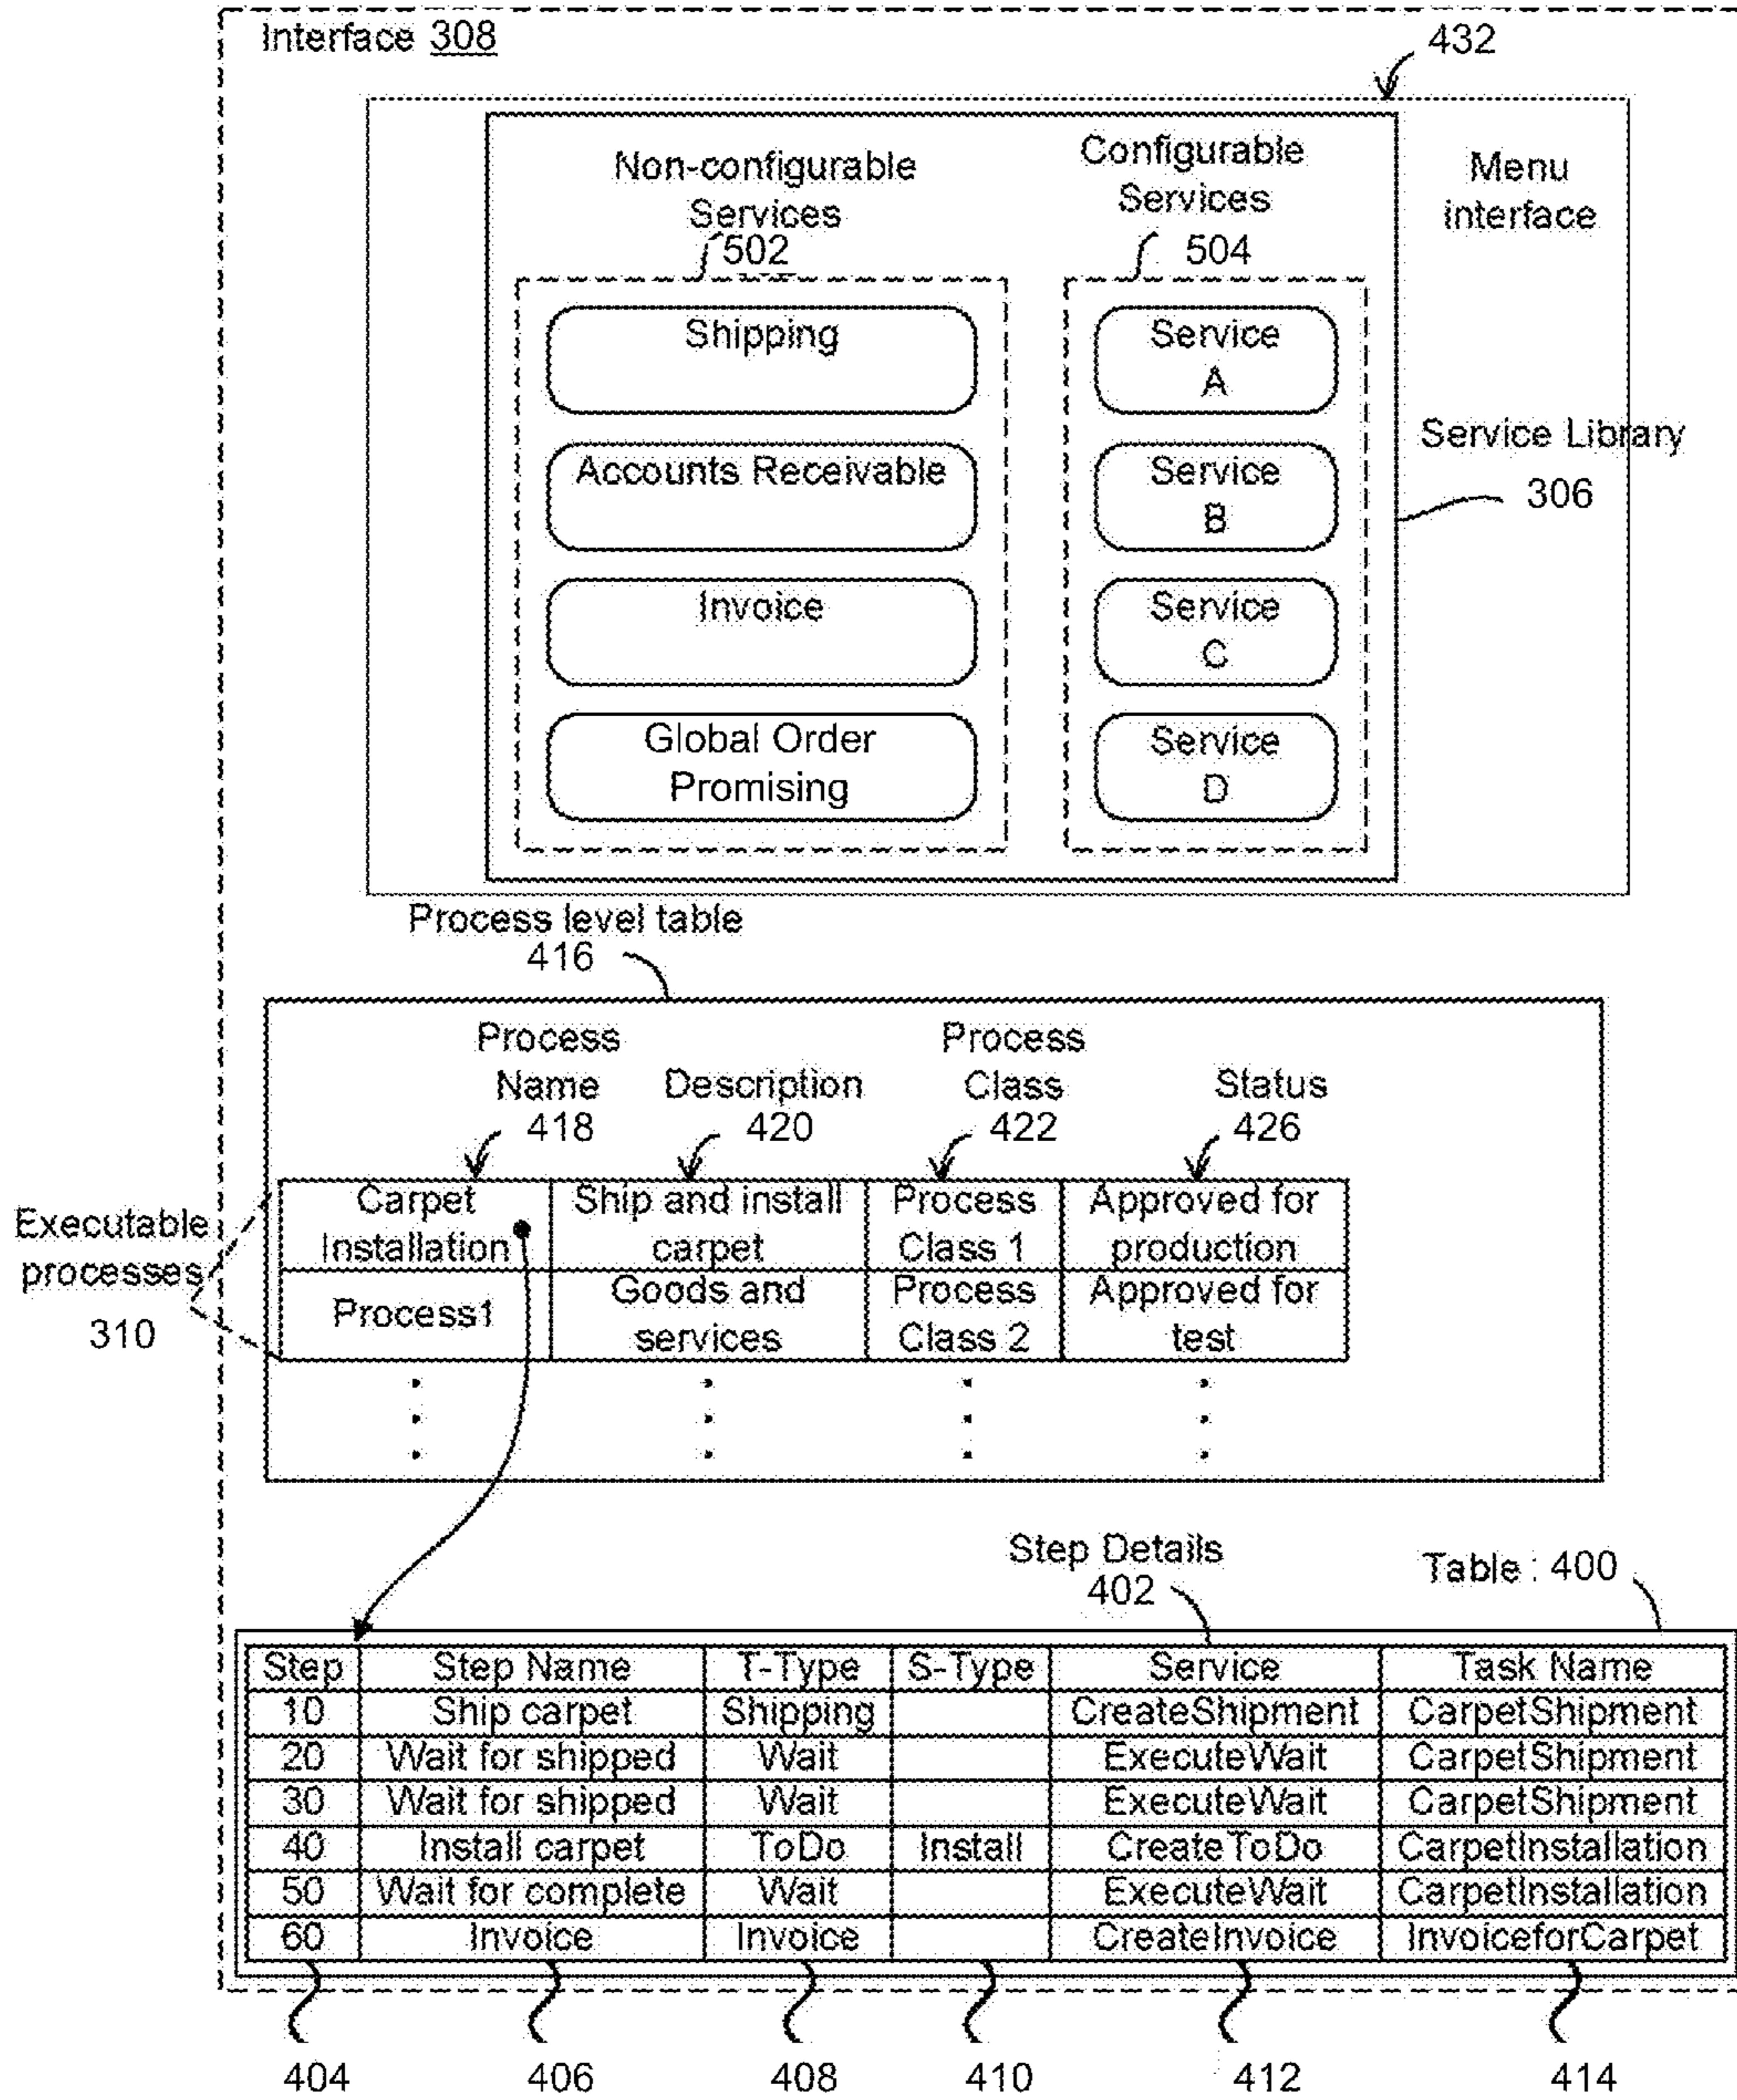 Interface 308
432
Non-configurable
Services
502
Configurable
Services
504
Menu
interface
Shipping
Accounts Receivable
Invoice
Global Order
Promising
Service
A
Service
B
Service
C
Service
D
Service Library
306
Process level table
416
Process
Name
418
Description
420
Process
Class
422
Status
426
Executable
processes
310
Carpet
Installation
Ship and install
carpet
Process
Class 1
Approved for
production
Process1
Goods and
services
Process
Class 2
Approved for
test
Step Details
402
Table : 400
Step Step Name T-Type S-Type Service Task Name
10 Ship carpet Shipping CreateShipment CarpetShipment
20 Wait for shipped Wait ExecuteWait CarpetShipment
30 Wait for shipped Wait ExecuteWait CarpetShipment
40 Install carpet ToDo Install CreateToDo CarpetInstallation
50 Wait for complete Wait ExecuteWait CarpetInstallation
60 Invoice Invoice CreateInvoice InvoiceforCarpet
404 406 408 410 412 414